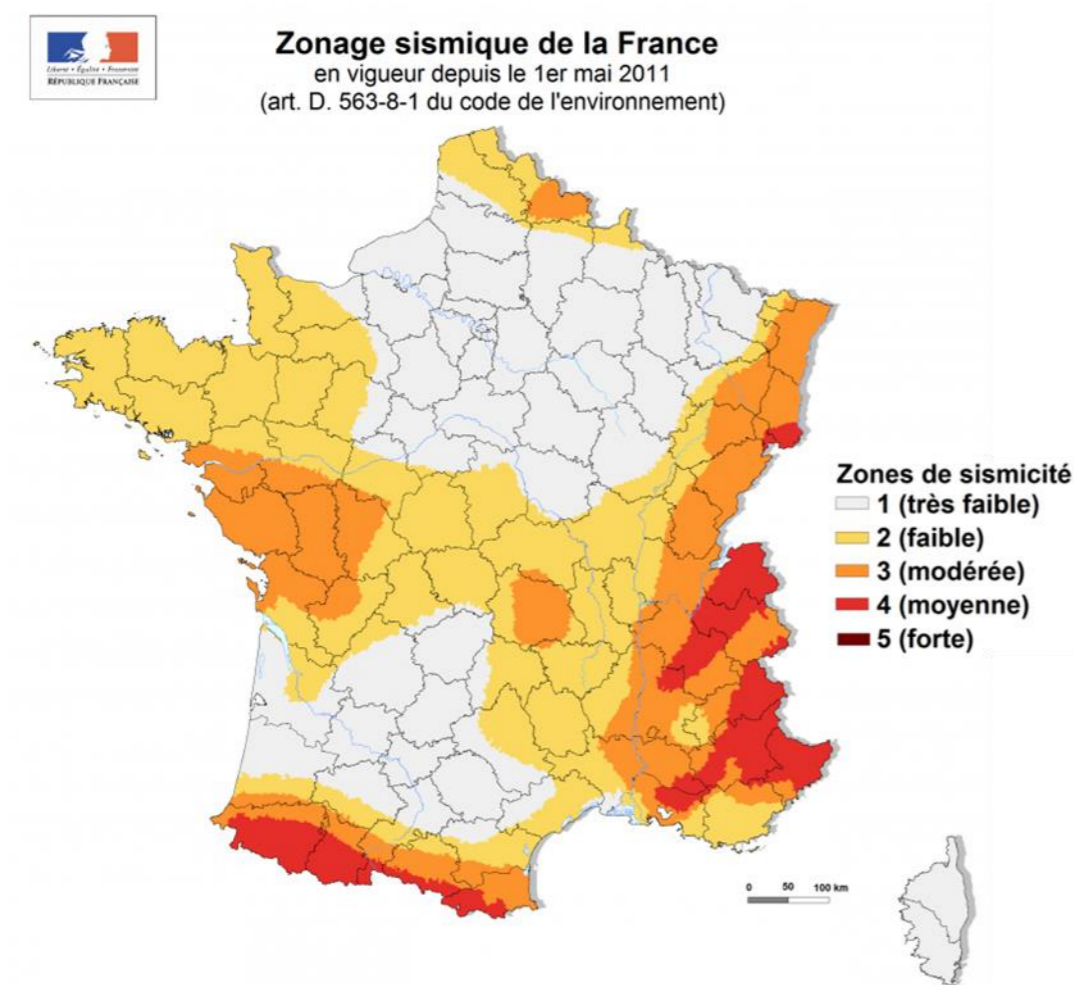 Liberté • Égalité • Fraternité
RÉPUBLIQUE FRANÇAISE
Zonage sismique de la France
en vigueur depuis le 1er mai 2011
(art. D. 563-8-1 du code de l'environnement)
Zones de sismicité
1 (très faible)
2 (faible)
3 (modérée)
4 (moyenne)
5 (forte)
0 50 100 km